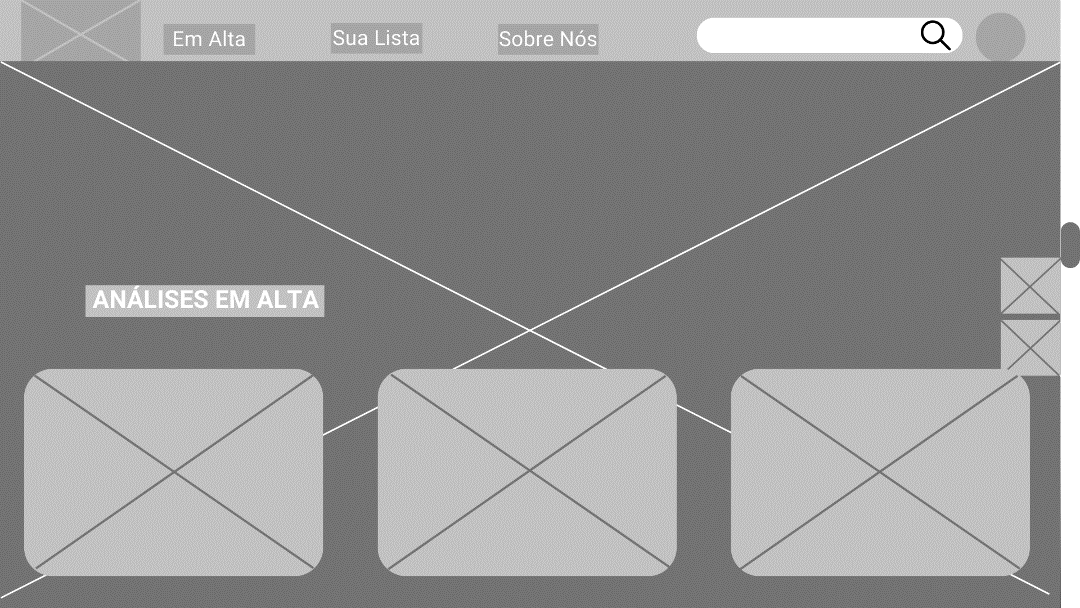 Em Alta
Sua Lista
Sobre Nós
ANÁLISES EM ALTA